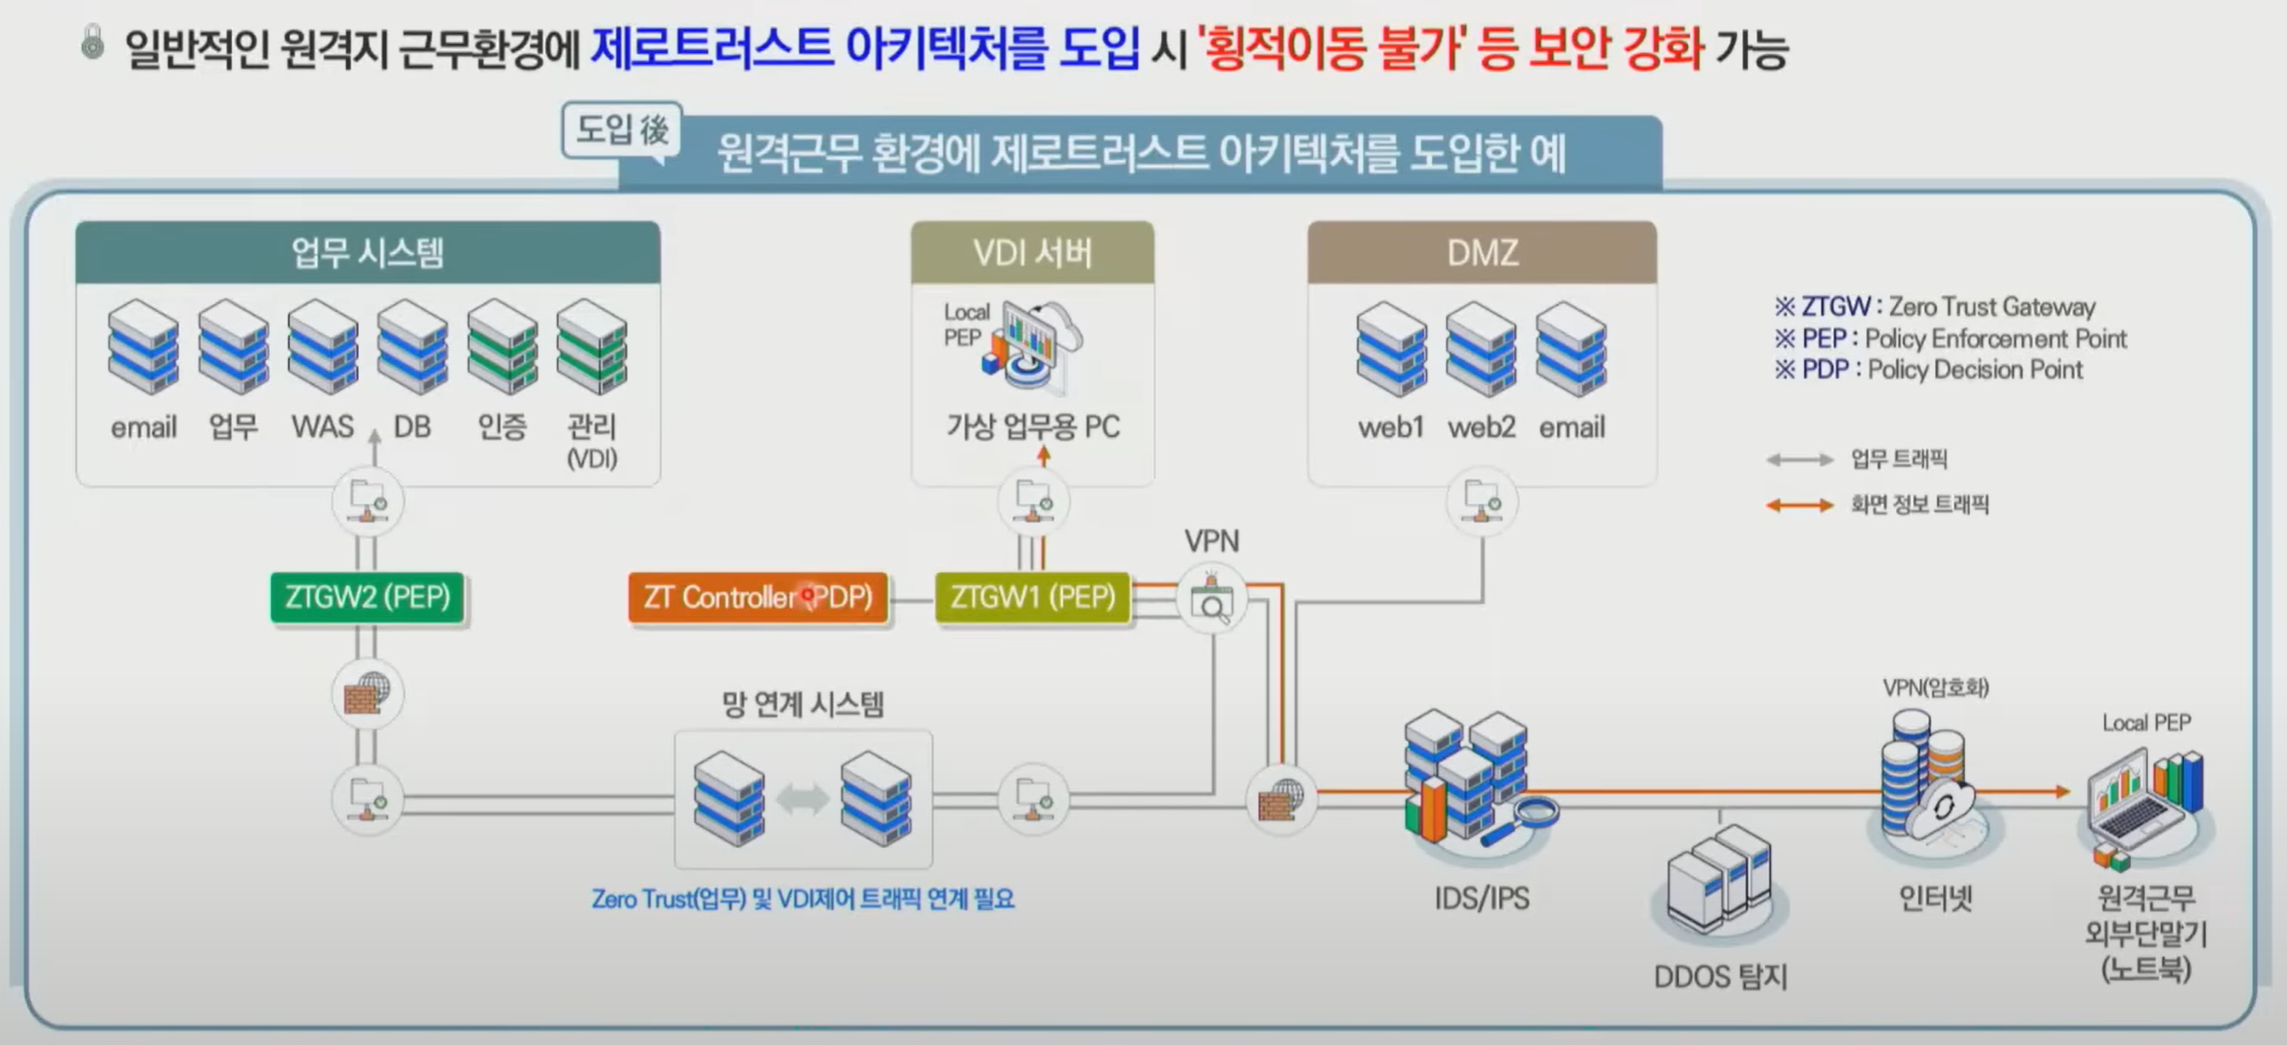 일반적인 원격지 근무환경에 제로트러스트 아키텍처를 도입 시 '횡적이동 불가' 등 보안 강화 가능
도입 後
원격근무 환경에 제로트러스트 아키텍처를 도입한 예
업무 시스템
email
업무
WAS
DB
인증
관리
(VDI)
VDI 서버
Local
PEP
가상 업무용 PC
DMZ
web1
web2
email
※ ZTGW : Zero Trust Gateway
※ PEP : Policy Enforcement Point
※ PDP : Policy Decision Point
업무 트래픽
화면 정보 트래픽
VPN
ZTGW2 (PEP)
ZT Controller (PDP)
ZTGW1 (PEP)
망 연계 시스템
Zero Trust(업무) 및 VDI제어 트래픽 연계 필요
IDS/IPS
DDOS 탐지
VPN(암호화)
인터넷
Local PEP
원격근무
외부단말기
(노트북)